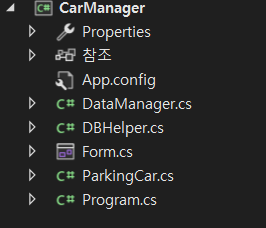 CarManager
Properties
참조
App.config
DataManager.cs
DBHelper.cs
Form.cs
ParkingCar.cs
Program.cs